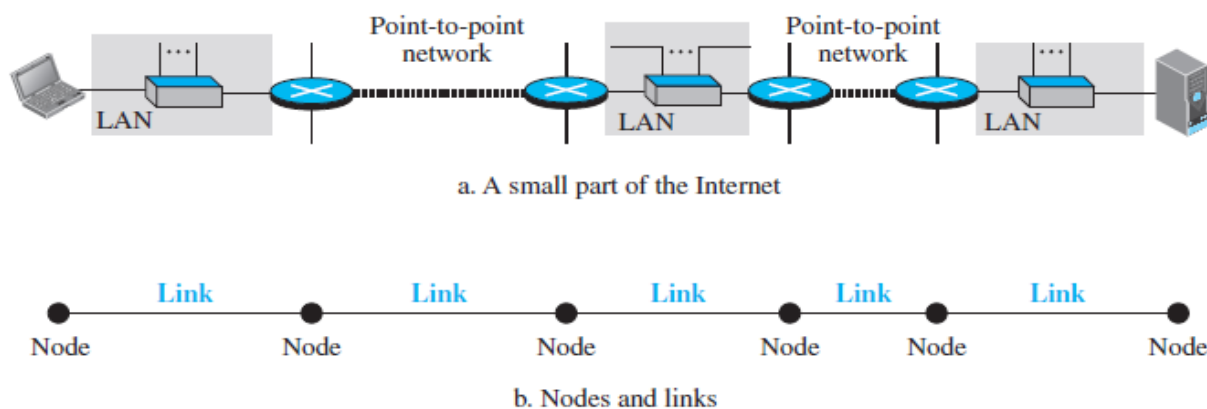 Point-to-point
network
Point-to-point
network
...
...
...
LAN
LAN
LAN
a. A small part of the Internet
Link Link Link Link Link
Node Node Node Node Node Node
b. Nodes and links